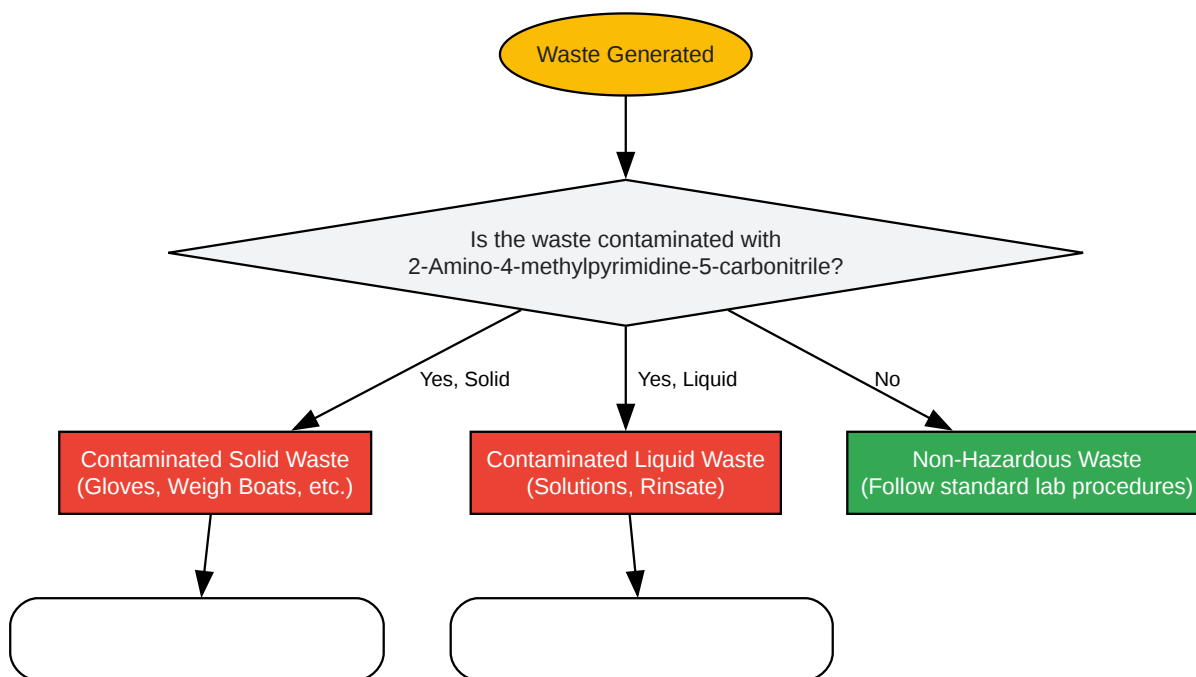 Waste Generated
Is the waste contaminated with
2-Amino-4-methylpyrimidine-5-carbonitrile?
Yes, Solid
Yes, Liquid
No
Contaminated Solid Waste
(Gloves, Weigh Boats, etc.)
Contaminated Liquid Waste
(Solutions, Rinsate)
Non-Hazardous Waste
(Follow standard lab procedures)